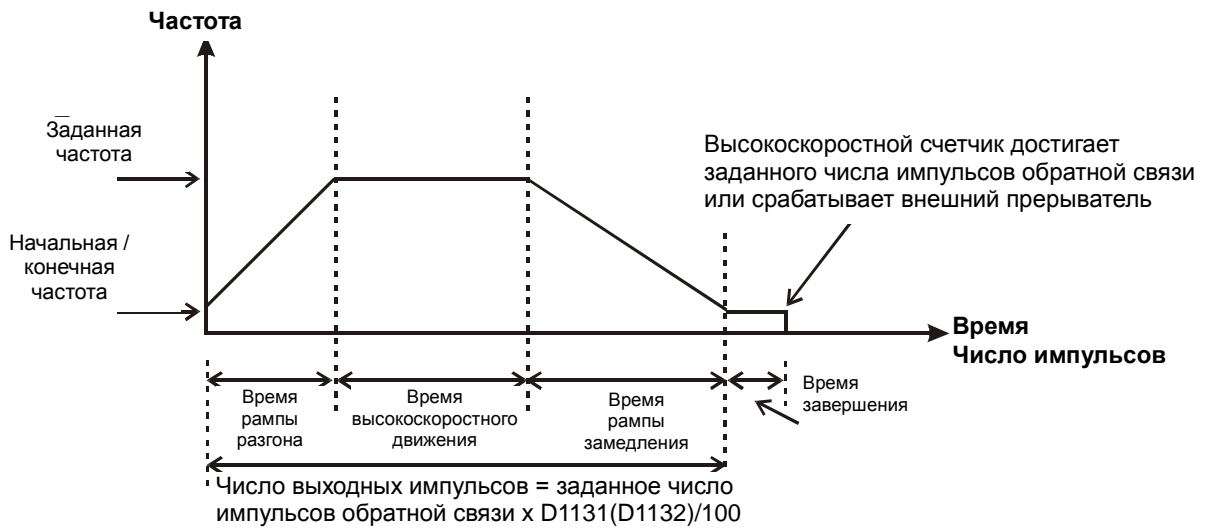 Частота
Заданная
частота
Высокоскоростной счетчик достигает
заданного числа импульсов обратной связи
или срабатывает внешний прерыватель
Начальная /
конечная
частота
Время
Число импульсов
Время
рампы
разгона
Время
высокоскоростного
движения
Время
рампы
замедления
Время
завершения
Число выходных импульсов = заданное число
импульсов обратной связи x D1131(D1132)/100